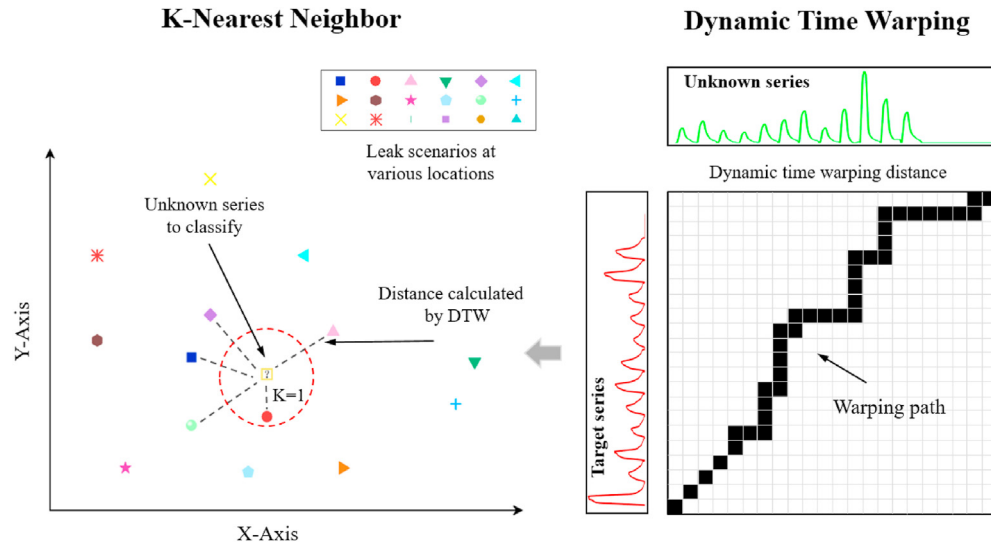 K-Nearest Neighbor
Leak scenarios at
various locations
Unknown series
to classify
Distance calculated
by DTW
?
K=1
Y-Axis
X-Axis
Dynamic Time Warping
Unknown series
Dynamic time warping distance
Target series
Warping path